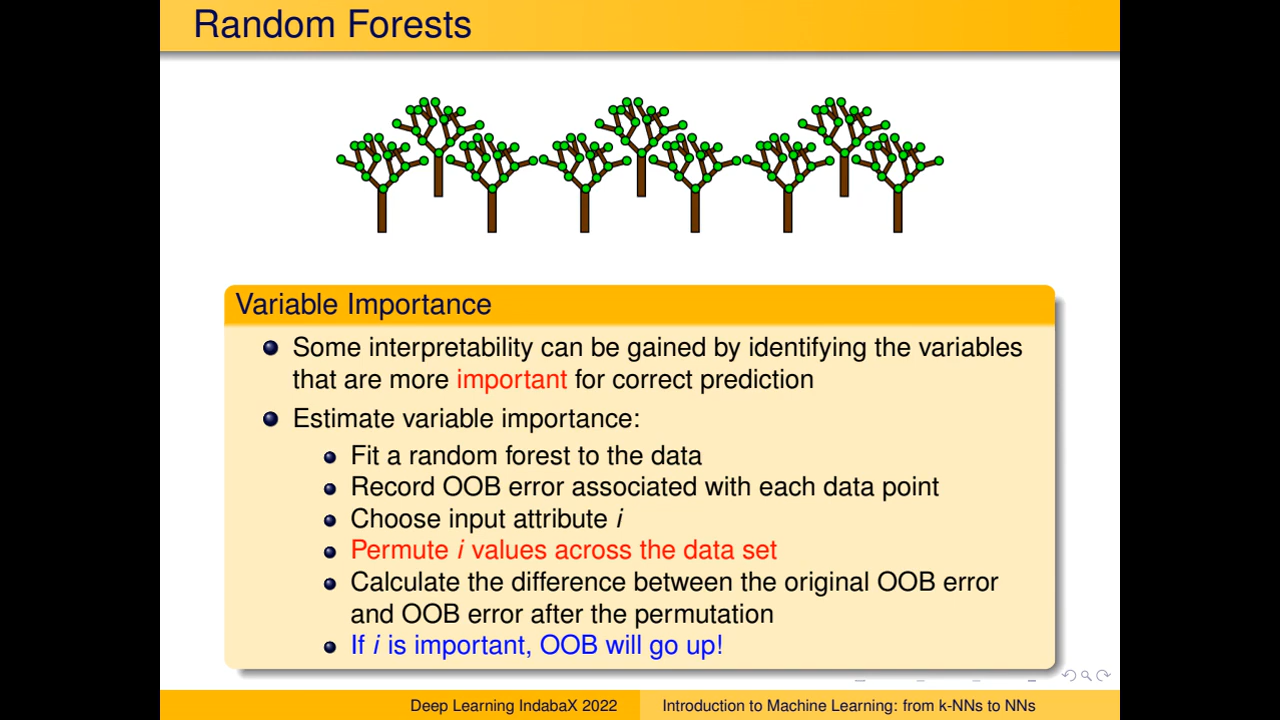 Random Forests
Variable Importance
Some interpretability can be gained by identifying the variables
that are more important for correct prediction
Estimate variable importance:
Fit a random forest to the data
Record OOB error associated with each data point
Choose input attribute i
Permute i values across the data set
Calculate the difference between the original OOB error
and OOB error after the permutation
If i is important, OOB will go up!
Deep Learning IndabaX 2022
Introduction to Machine Learning: from k-NNs to NNs